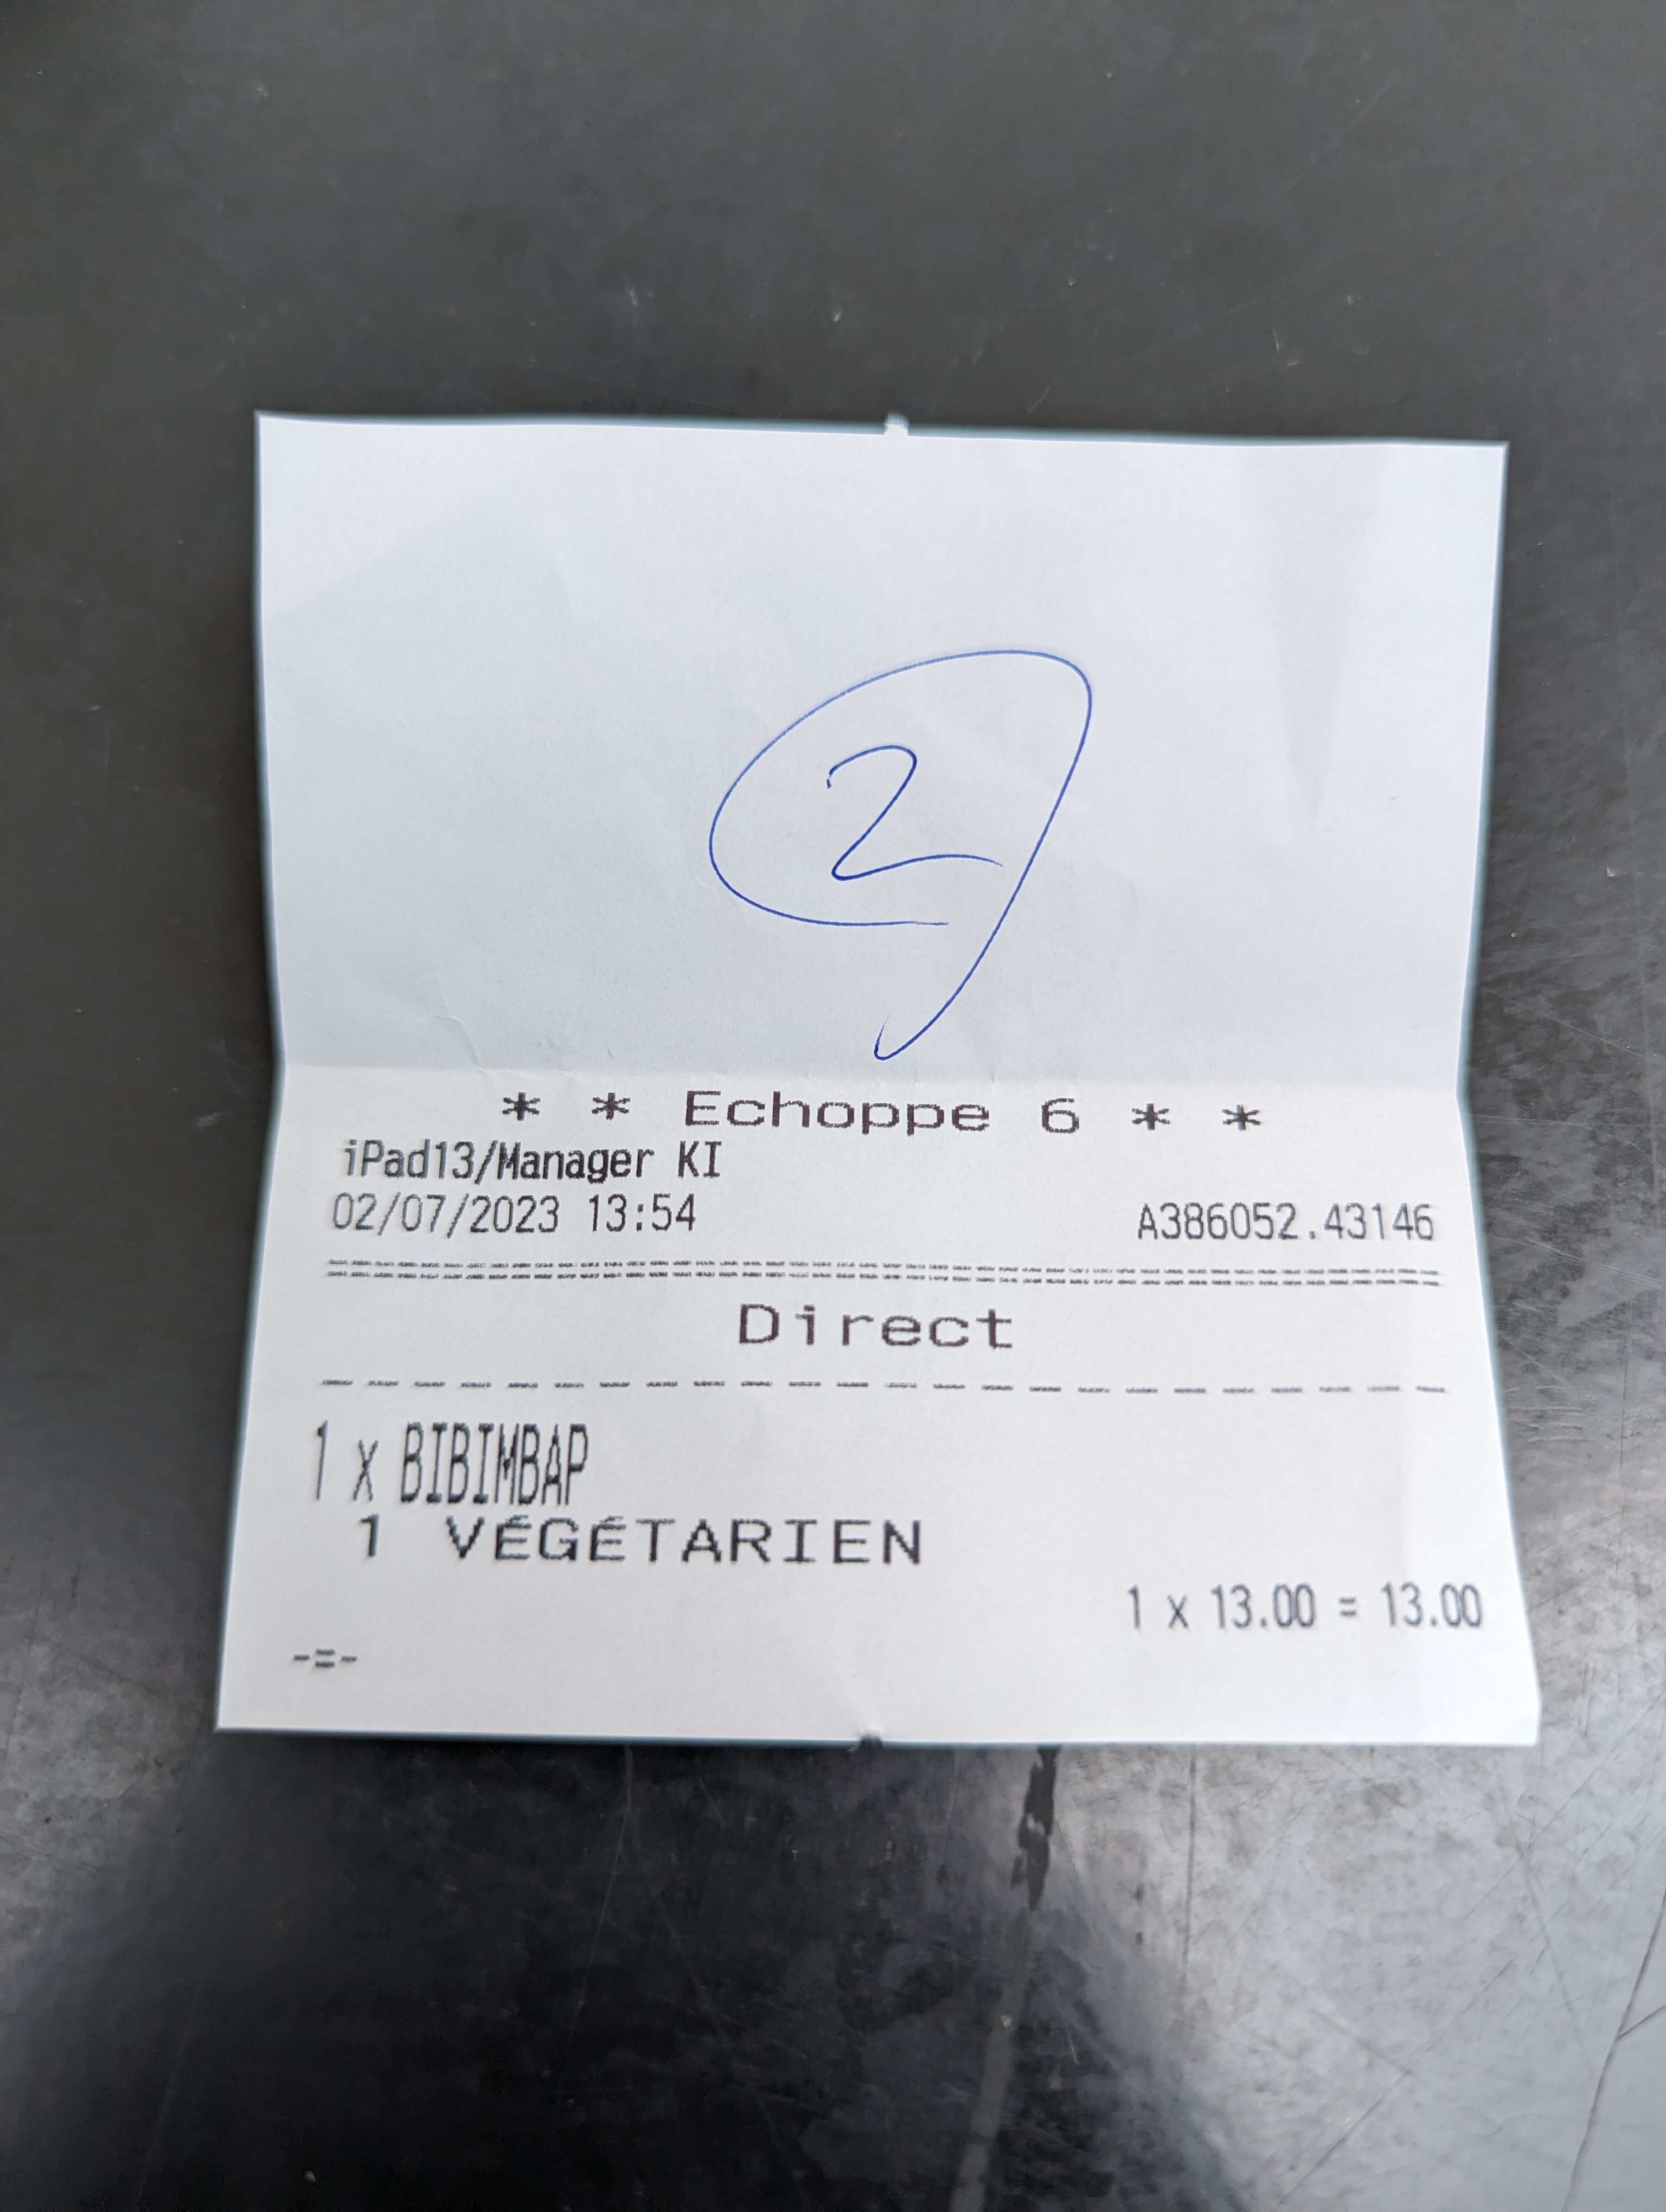 2
* * Echoppe 6 * *
iPad13/Manager KI
02/07/2023 13:54 A386052.43146
Direct
1 x BIBIMBAP
1 VÉGÉTARIEN
1 x 13.00 = 13.00
-=-